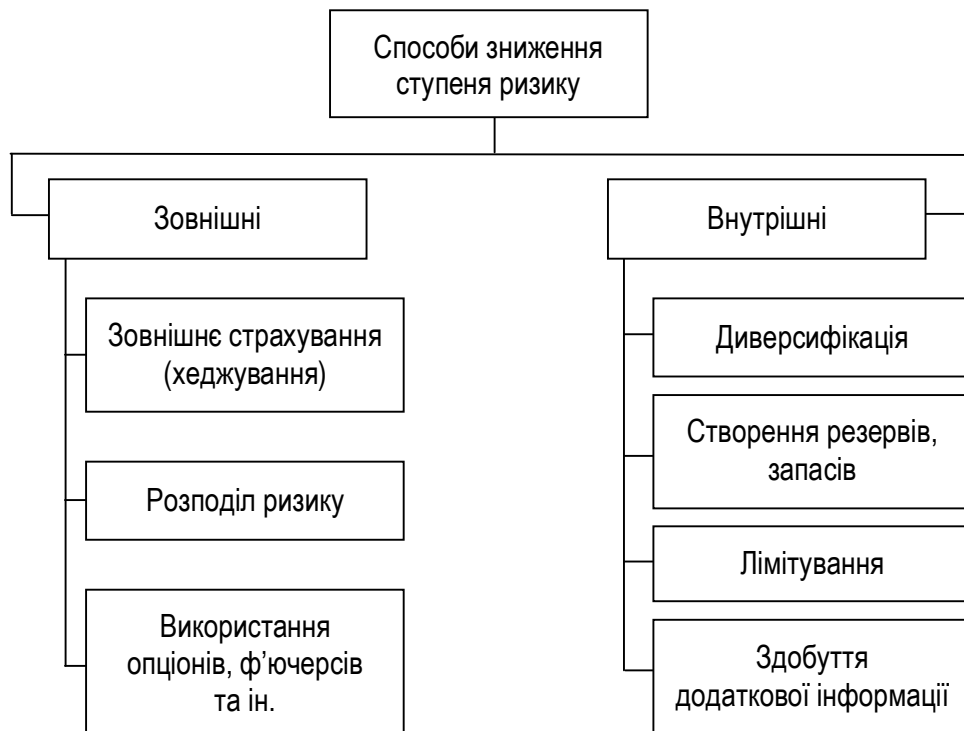 Способи зниження
ступеня ризику
Зовнішні
Внутрішні
Зовнішнє страхування
(хеджування)
Розподіл ризику
Використання
опціонів, ф’ючерсів
та ін.
Диверсифікація
Створення резервів,
запасів
Лімітування
Здобуття
додаткової інформації